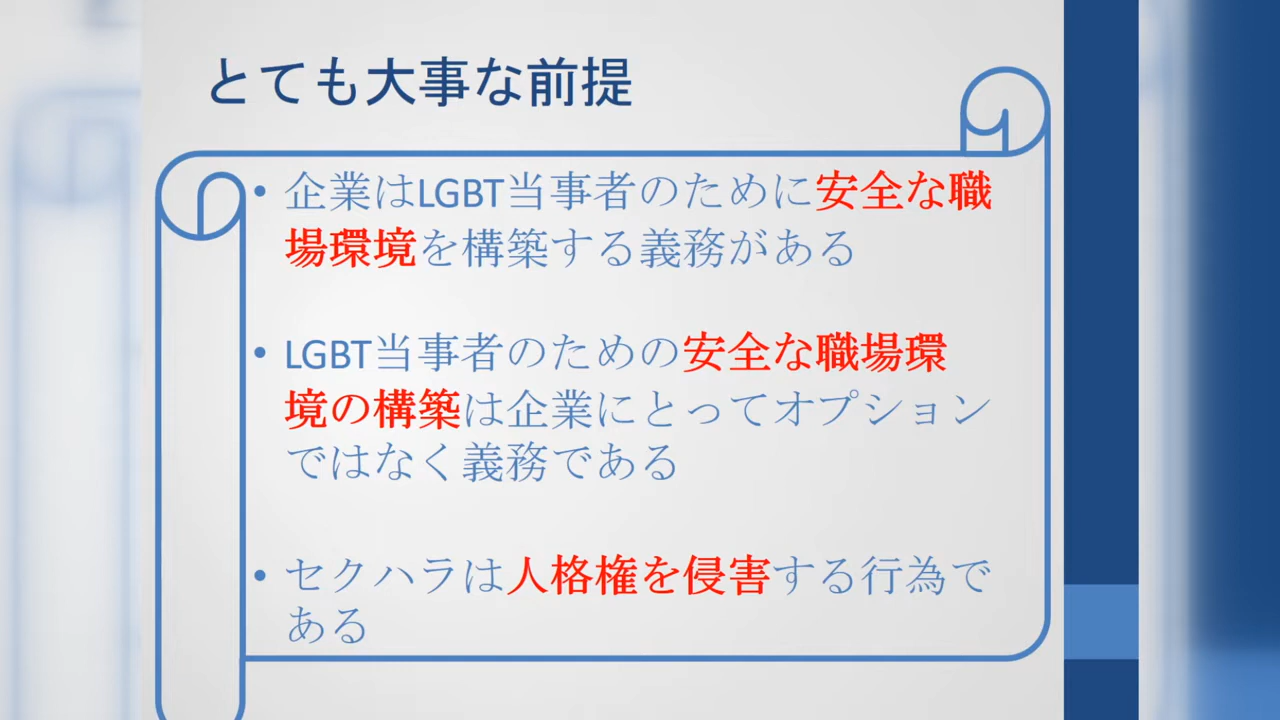 とても大事な前提
• 企業はLGBT当事者のために安全な職
場環境を構築する義務がある
• LGBT当事者のための安全な職場環
境の構築は企業にとってオプション
ではなく義務である
• セクハラは人格権を侵害する行為で
ある